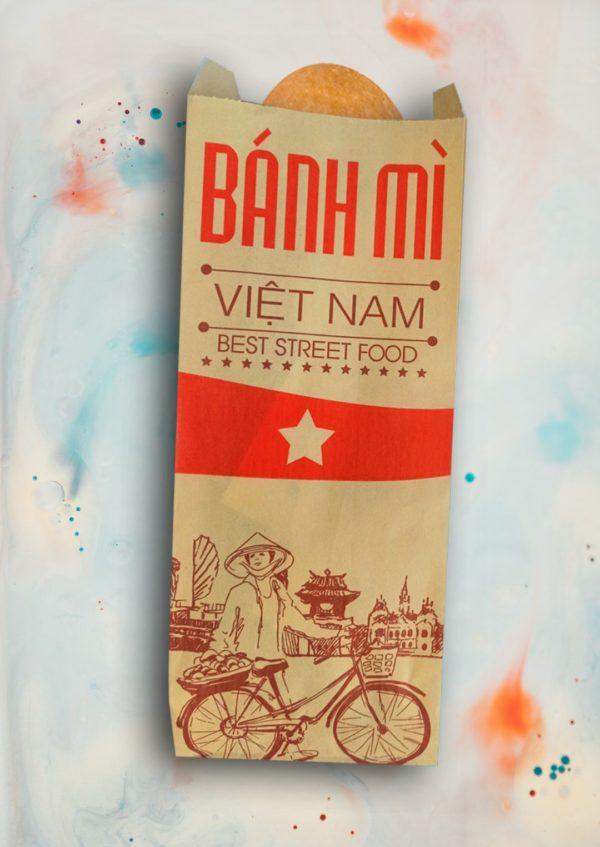 BÁNH MÌ
VIỆT NAM
BEST STREET FOOD